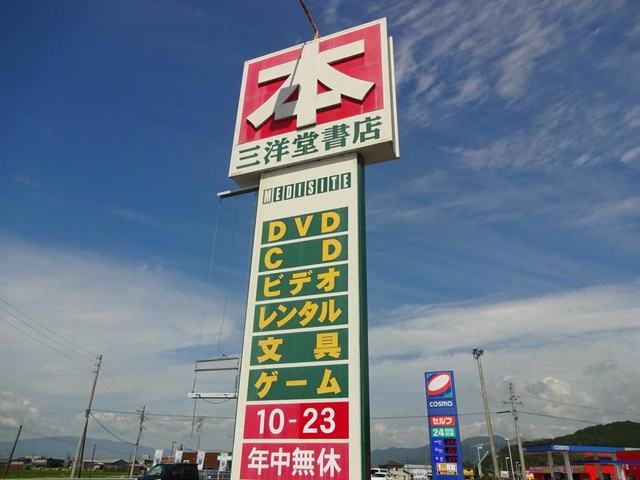 本
三洋堂書店
MEDISITE
DVD
CD
ビデオ
レンタル
文具
ゲーム
10-23
年中無休
COSMO
セルフ
24
COSMO